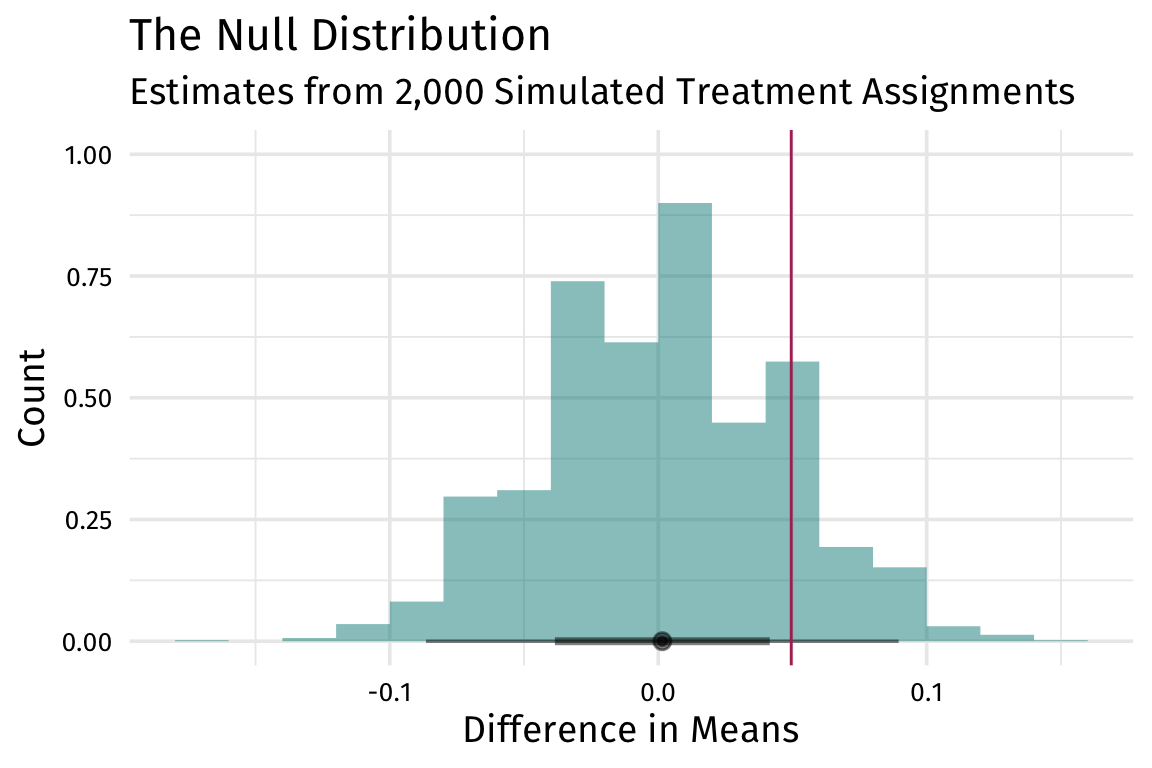 The Null Distribution
Estimates from 2,000 Simulated Treatment Assignments
1.00
0.75
0.50
0.25
0.00
Count
-0.1
0.0
0.1
Difference in Means